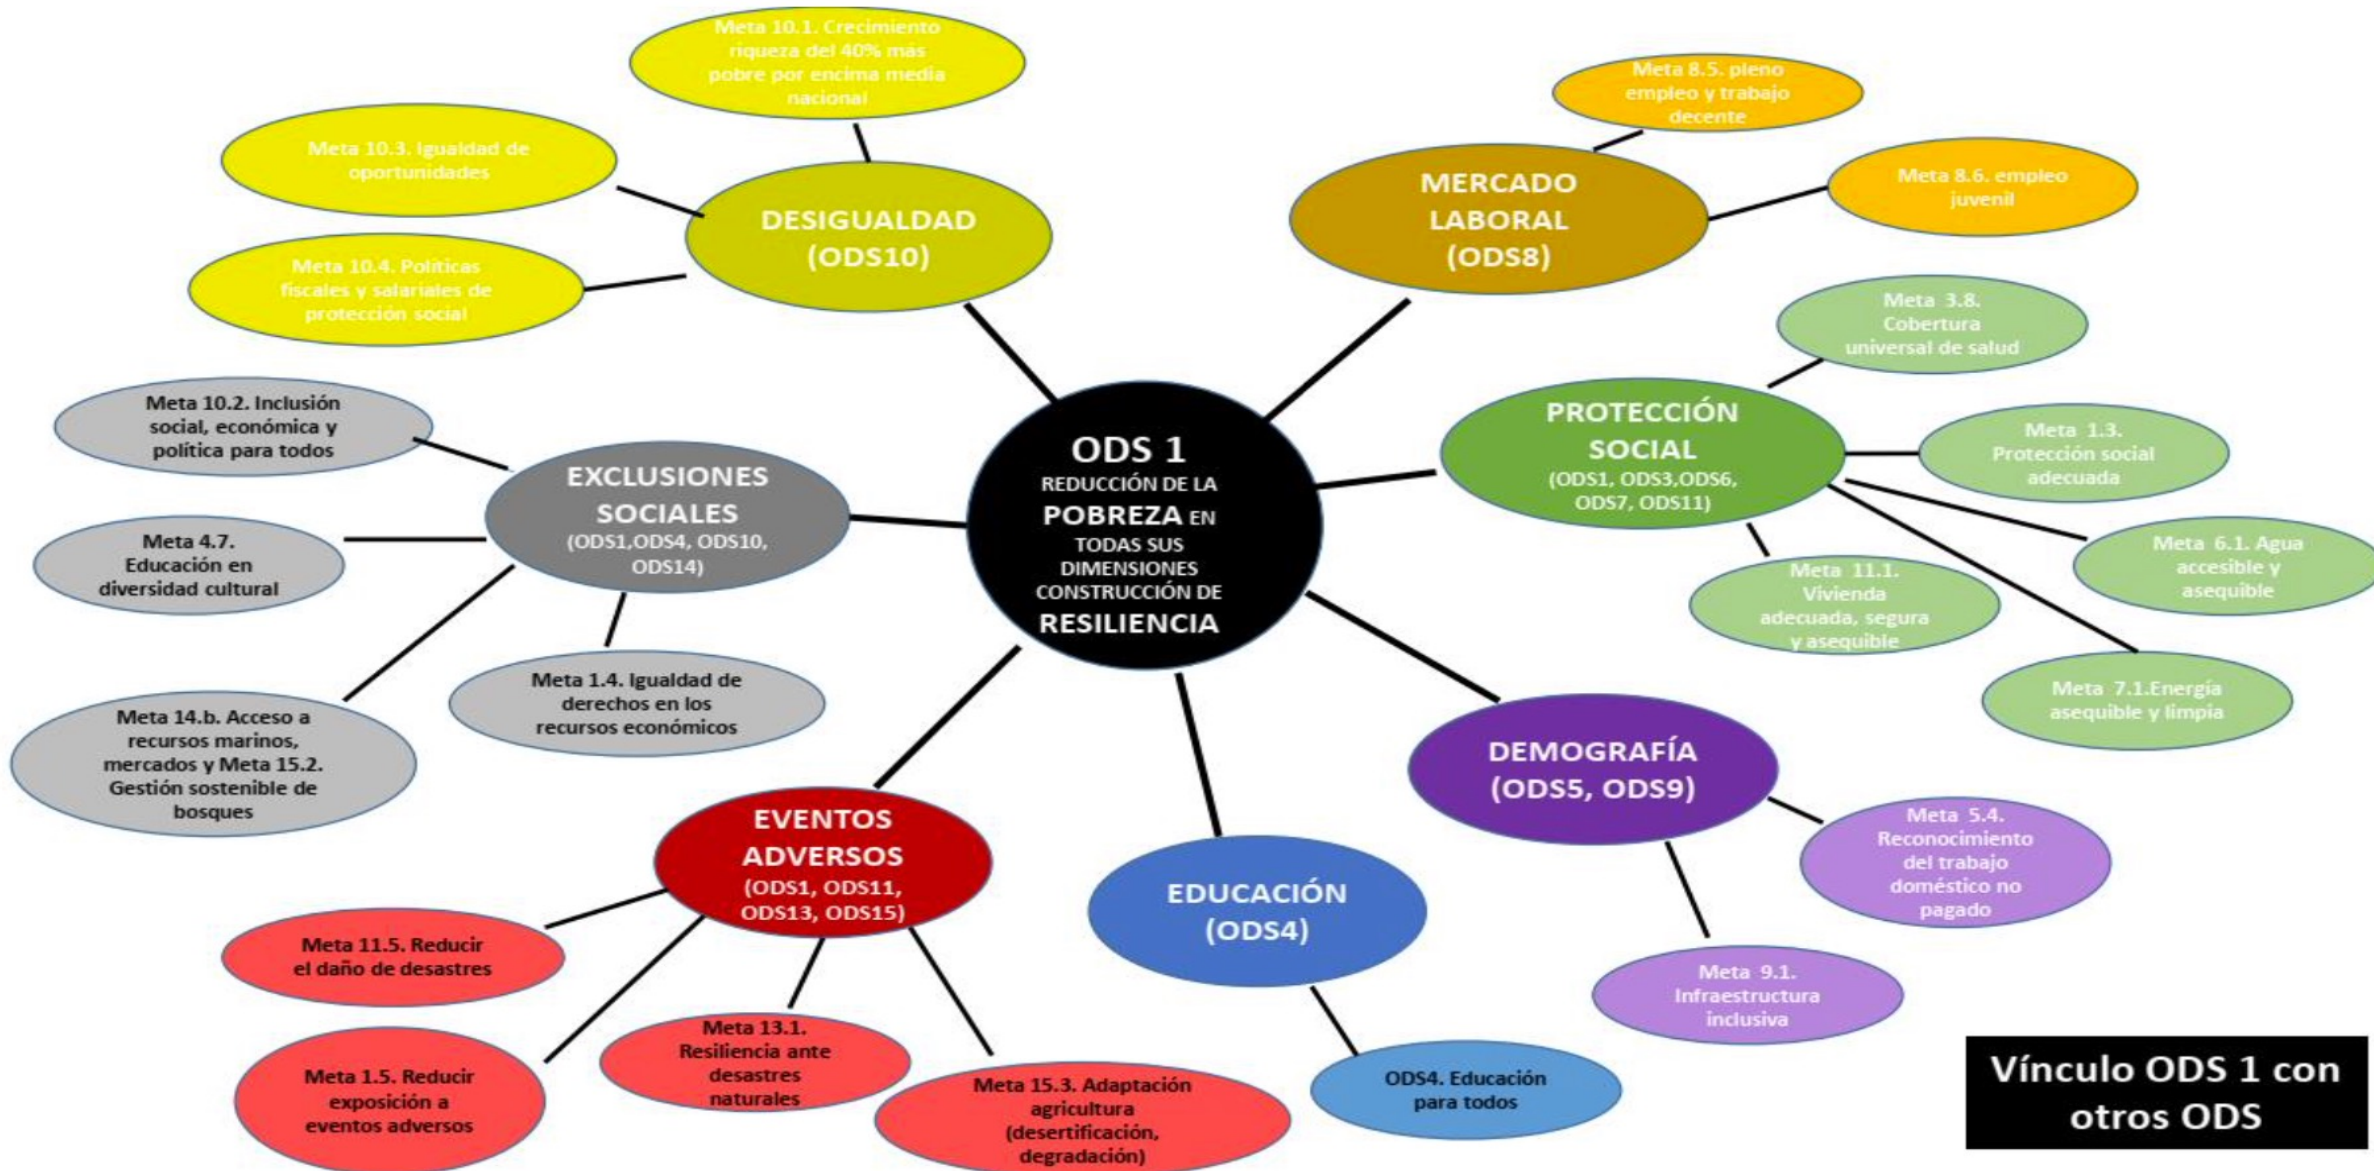 Meta 10.1. Crecimiento
riqueza del 40% más
pobre por encima media
nacional
Meta 10.3. Igualdad de
oportunidades
Meta 10.4. Políticas
fiscales y salariales de
protección social
DESIGUALDAD
(ODS10)
MERCADO
LABORAL
(ODS8)
Meta 8.5. pleno
empleo y trabajo
decente
Meta 8.6. empleo
juvenil
Meta 3.8.
Cobertura
universal de salud
PROTECCIÓN
SOCIAL
(ODS1, ODS3,ODS6,
ODS7, ODS11)
Meta 1.3.
Protección social
adecuada
Meta 6.1. Agua
accesible y
asequible
Meta 11.1.
Vivienda
adecuada, segura
y asequible
Meta 7.1.Energía
asequible y limpia
ODS 1
REDUCCIÓN DE LA
POBREZA EN
TODAS SUS
DIMENSIONES
CONSTRUCCIÓN DE
RESILIENCIA
Meta 10.2. Inclusión
social, económica y
política para todos
EXCLUSIONES
SOCIALES
(ODS1,ODS4, ODS10,
ODS14)
Meta 4.7.
Educación en
diversidad cultural
Meta 1.4. Igualdad de
derechos en los
recursos económicos
Meta 14.b. Acceso a
recursos marinos,
mercados y Meta 15.2.
Gestión sostenible de
bosques
DEMOGRAFÍA
(ODS5, ODS9)
Meta 5.4.
Reconocimiento
del trabajo
doméstico no
pagado
Meta 9.1.
Infraestructura
inclusiva
EVENTOS
ADVERSOS
(ODS1, ODS11,
ODS13, ODS15)
EDUCACIÓN
(ODS4)
Meta 11.5. Reducir
el daño de desastres
Meta 1.5. Reducir
exposición a
eventos adversos
Meta 13.1.
Resiliencia ante
desastres
naturales
Meta 15.3. Adaptación
agricultura
(desertificación,
degradación)
ODS4. Educación
para todos
Vínculo ODS 1 con
otros ODS